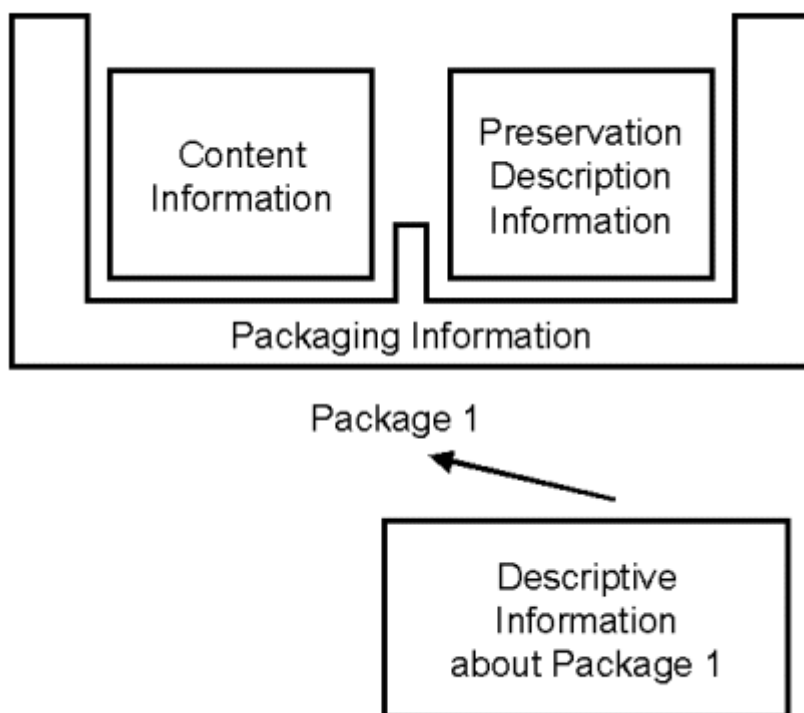 Content
Information
Preservation
Description
Information
Packaging Information
Package 1
Descriptive
Information
about Package 1